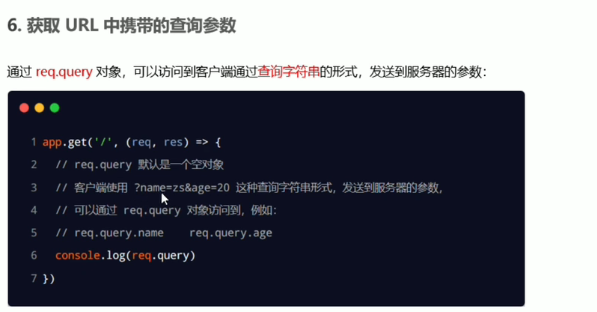 6. 获取 URL 中携带的查询参数
通过 req.query 对象，可以访问到客户端通过查询字符串的形式，发送到服务器的参数：
1 app.get('/', (req, res) => {
2 // req.query 默认是一个空对象
3 // 客户端使用 ?name=zs&age=20 这种查询字符串形式，发送到服务器的参数，
4 // 可以通过 req.query 对象访问到，例如：
5 // req.query.name req.query.age
6 console.log(req.query)
7 })